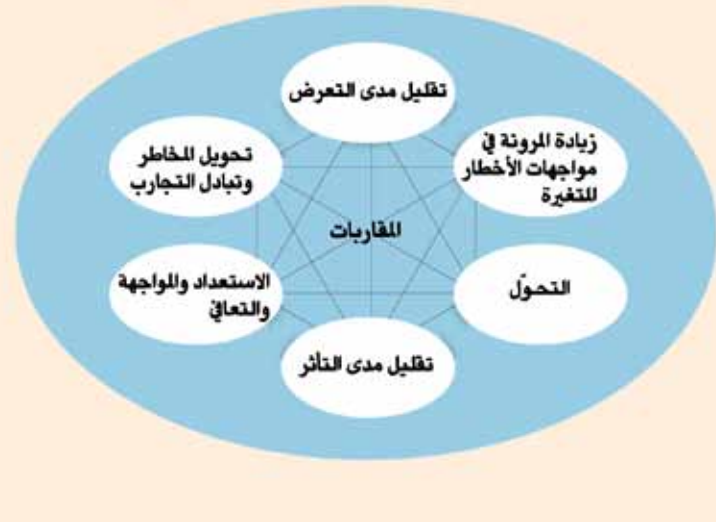 تقليل مدى التعرض
زيادة المرونة في
مواجهات الأخطار
المتغيرة
تحويل المخاطر
وتبادل التجارب
المقاربات
التحوّل
الاستعداد والمواجهة
والتعافي
تقليل مدى التأثر